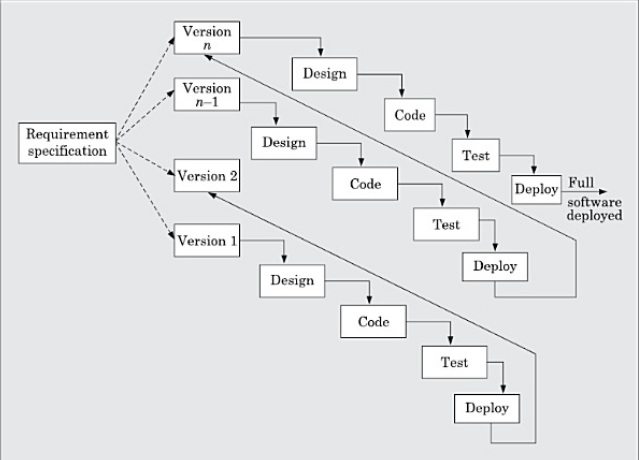 Version
n
Design
Code
Test
Deploy
Full
software
deployed
Version
n–1
Design
Code
Test
Deploy
Requirement
specification
Version 2
Version 1
Design
Code
Test
Deploy